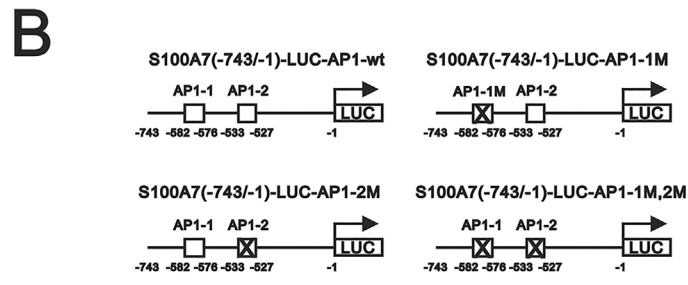 B
S100A7(-743/-1)-LUC-AP1-wt
AP1-1 AP1-2
LUC
-743 -582 -576 -533 -527 -1
S100A7(-743/-1)-LUC-AP1-1M
AP1-1M AP1-2
X LUC
-743 -582 -576 -533 -527 -1
S100A7(-743/-1)-LUC-AP1-2M
AP1-1 AP1-2
X LUC
-743 -582 -576 -533 -527 -1
S100A7(-743/-1)-LUC-AP1-1M,2M
AP1-1 AP1-2
X X LUC
-743 -582 -576 -533 -527 -1